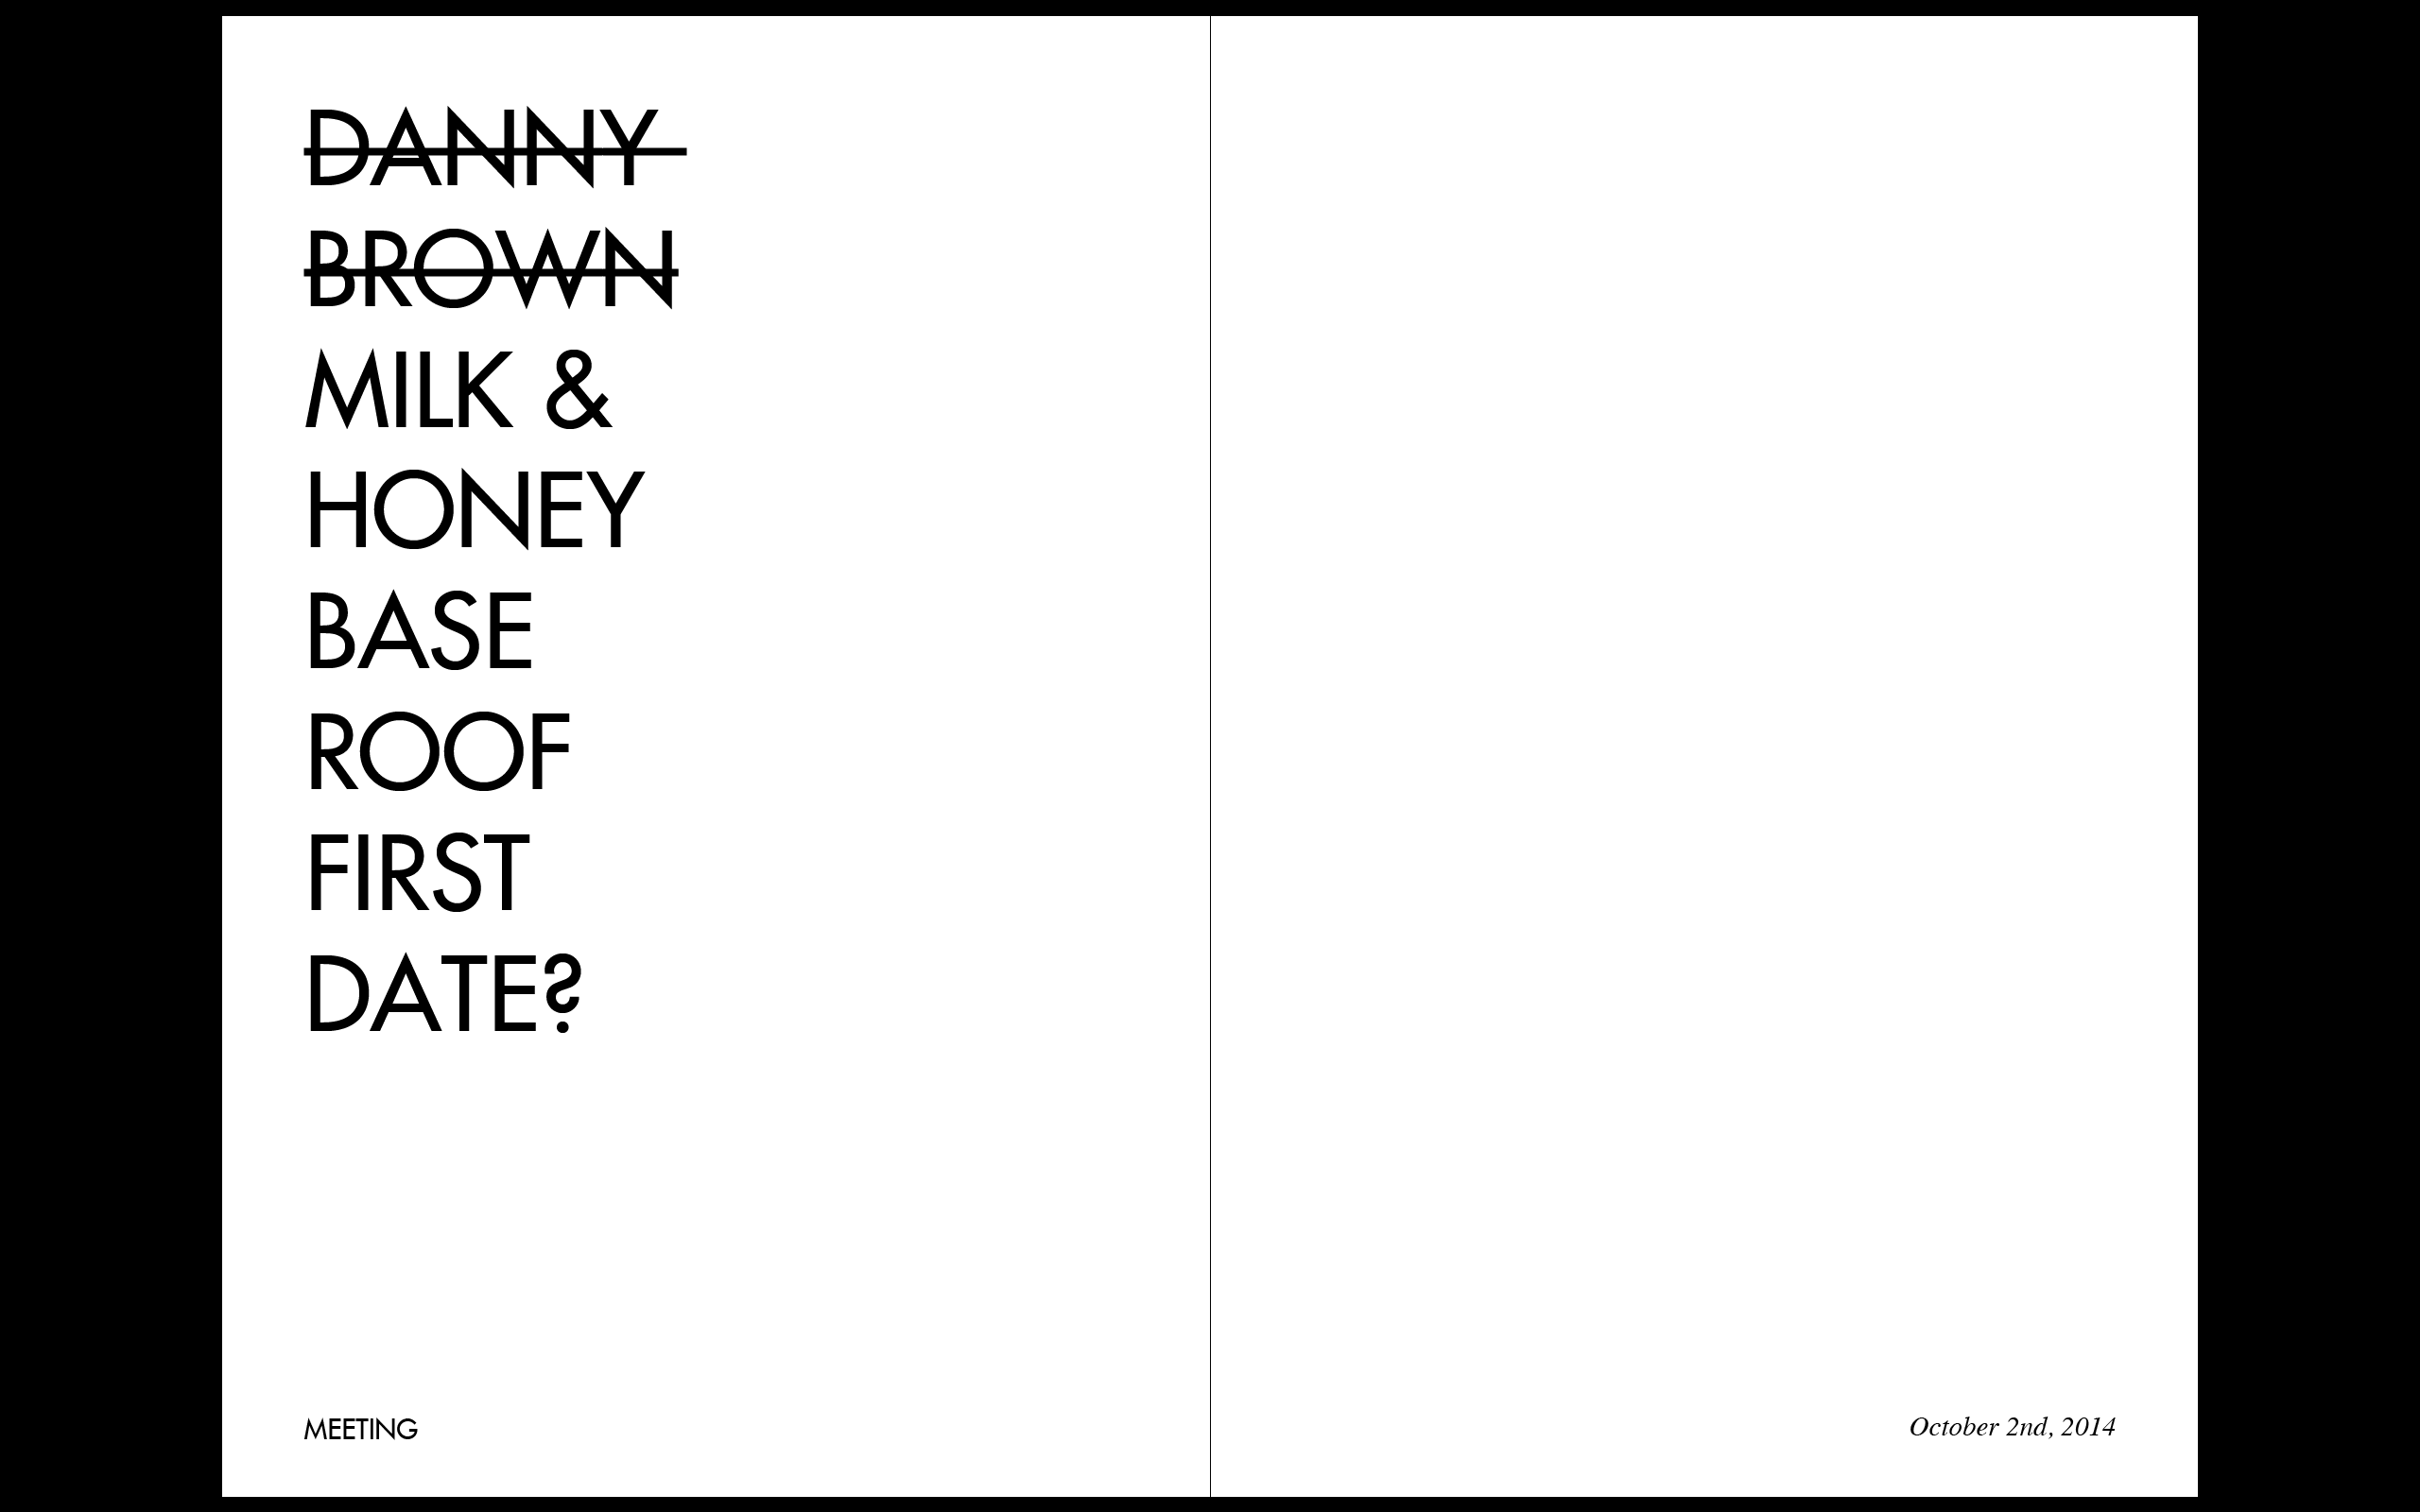 DANNY
BROWN
MILK &
HONEY
BASE
ROOF
FIRST
DATE?
MEETING
October 2nd, 2014